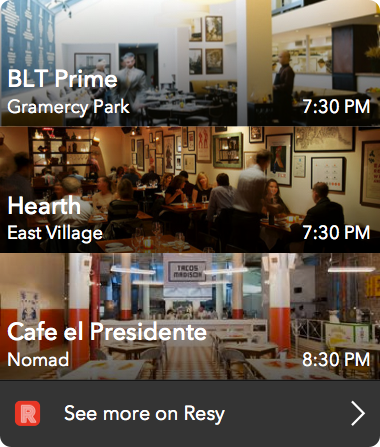 BLT Prime
Gramercy Park 7:30 PM
Hearth
East Village 7:30 PM
TACOS
MADISON
Cafe el Presidente
Nomad 8:30 PM
R See more on Resy